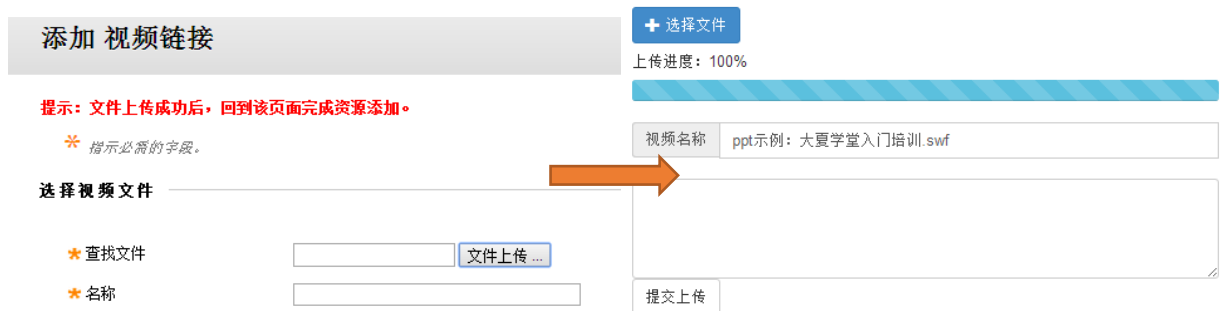 添加 视频链接
提示：文件上传成功后，回到该页面完成资源添加。
* 指示必需的字段。
选择视频文件
* 查找文件
文件上传 ...
* 名称
+ 选择文件
上传进度：100%
视频名称
ppt示例：大夏学堂入门培训.swf
提交上传